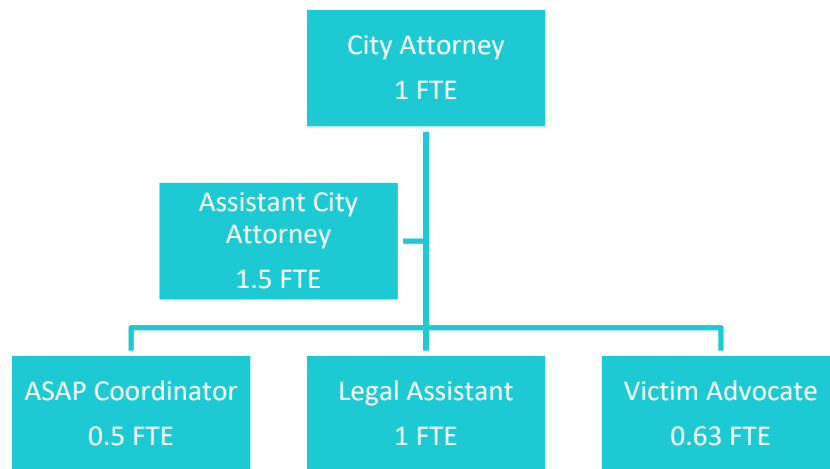 City Attorney
1 FTE
Assistant City
Attorney
1.5 FTE
ASAP Coordinator
0.5 FTE
Legal Assistant
1 FTE
Victim Advocate
0.63 FTE